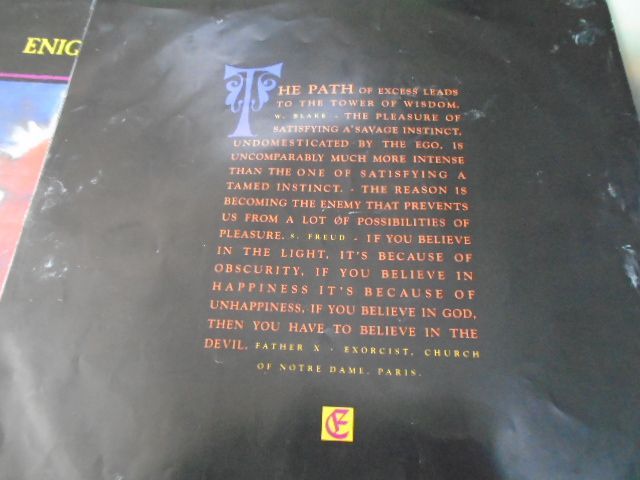 ENIG
THE PATH OF EXCESS LEADS
TO THE TOWER OF WISDOM.
W. BLAKE - THE PLEASURE OF
SATISFYING A SAVAGE INSTINCT,
UNDOMESTICATED BY THE EGO, IS
UNCOMPARABLY MUCH MORE INTENSE
THAN THE ONE OF SATISFYING A
TAMED INSTINCT. - THE REASON IS
BECOMING THE ENEMY THAT PREVENTS
US FROM A LOT OF POSSIBILITIES OF
PLEASURE. S. FREUD - IF YOU BELIEVE
IN THE LIGHT, IT'S BECAUSE OF
OBSCURITY, IF YOU BELIEVE IN
HAPPINESS IT'S BECAUSE OF
UNHAPPINESS, IF YOU BELIEVE IN GOD,
THEN YOU HAVE TO BELIEVE IN THE
DEVIL. FATHER X - EXORCIST, CHURCH
OF NOTRE DAME. PARIS.
E